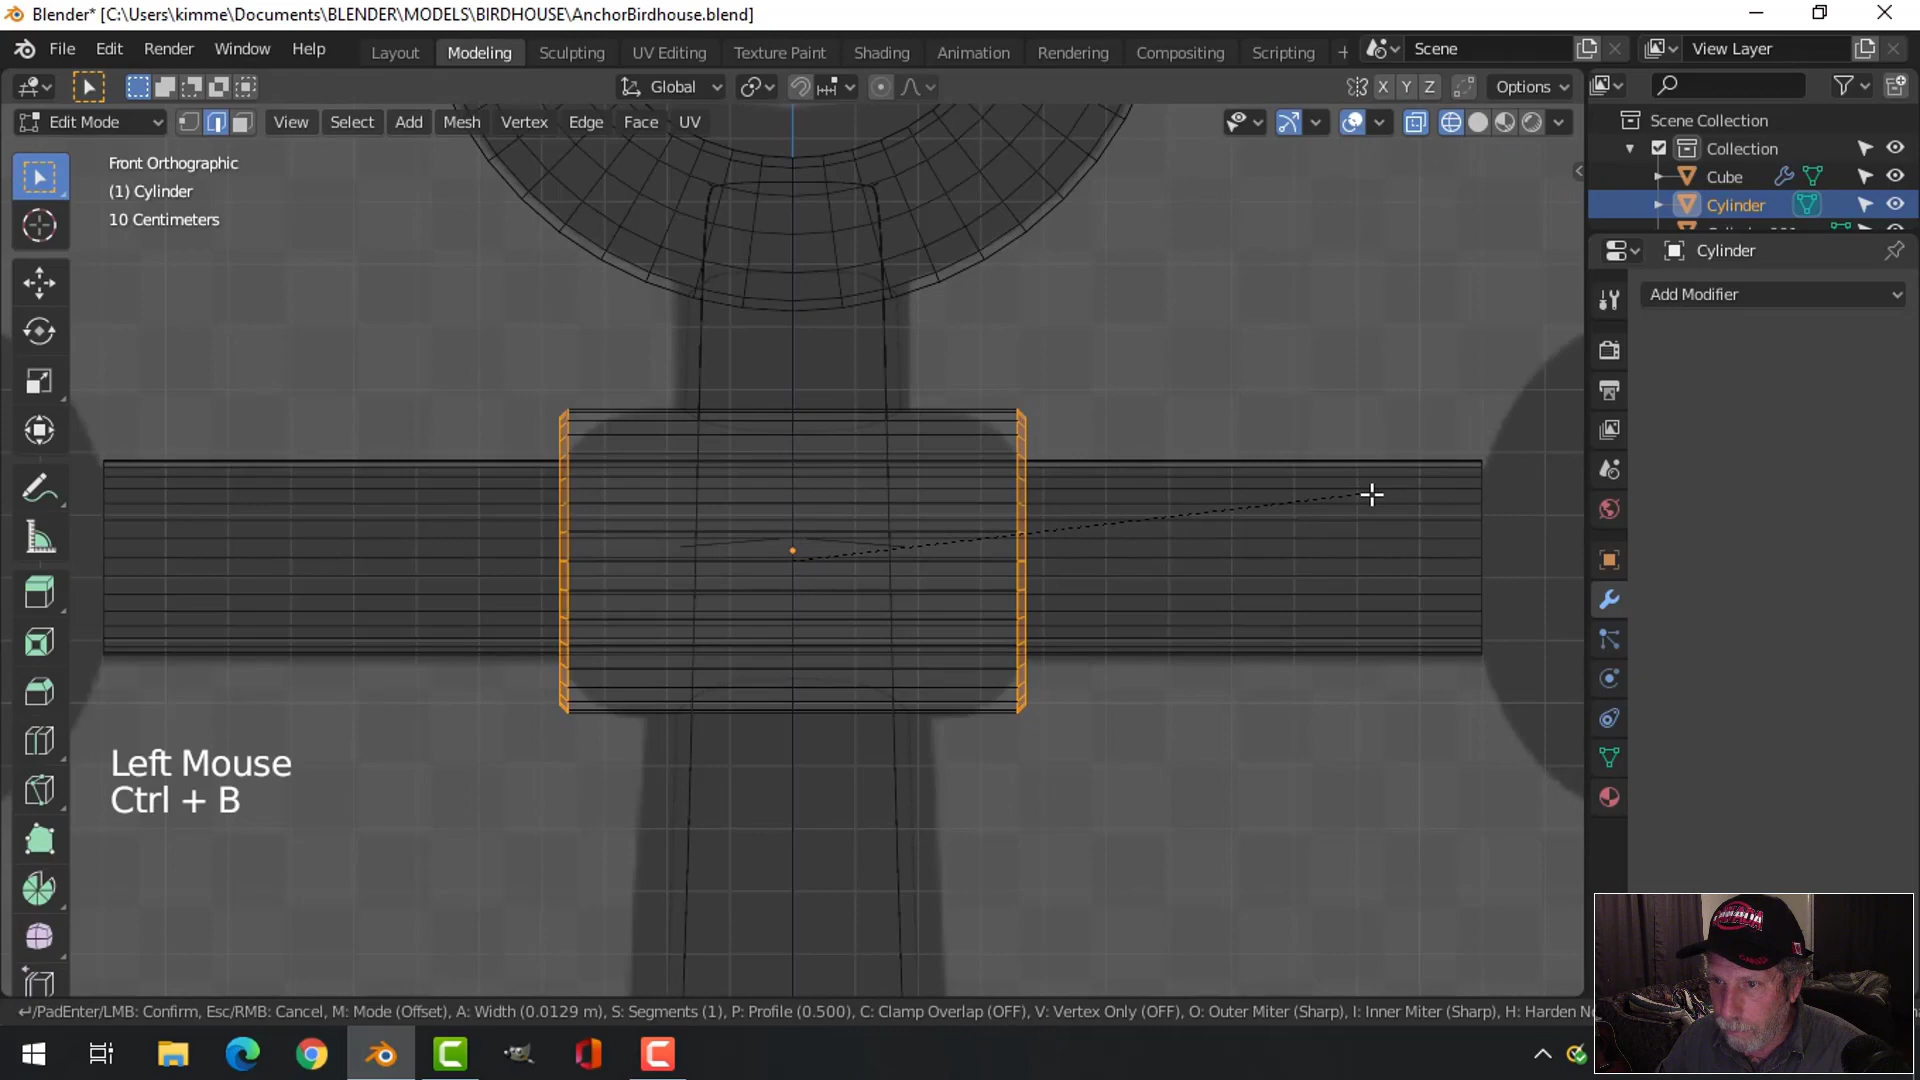 Blender* [C:\Users\kimme\Documents\BLENDER\MODELS\BIRDHOUSE\AnchorBirdhouse.blend]
File Edit Render Window Help Layout Modeling Sculpting UV Editing Texture Paint Shading Animation Rendering Compositing Scripting + Scene View Layer
Global X Y Z Options
Edit Mode View Select Add Mesh Vertex Edge Face UV
Scene Collection
Collection
Cube
Cylinder
Front Orthographic
(1) Cylinder
10 Centimeters
Cylinder
Add Modifier
Left Mouse
Ctrl + B
/PadEnter/LMB: Confirm, Esc/RMB: Cancel, M: Mode (Offset), A: Width (0.0129 m), S: Segments (1), P: Profile (0.500), C: Clamp Overlap (OFF), V: Vertex Only (OFF), O: Outer Miter (Sharp), I: Inner Miter (Sharp), H: Harden